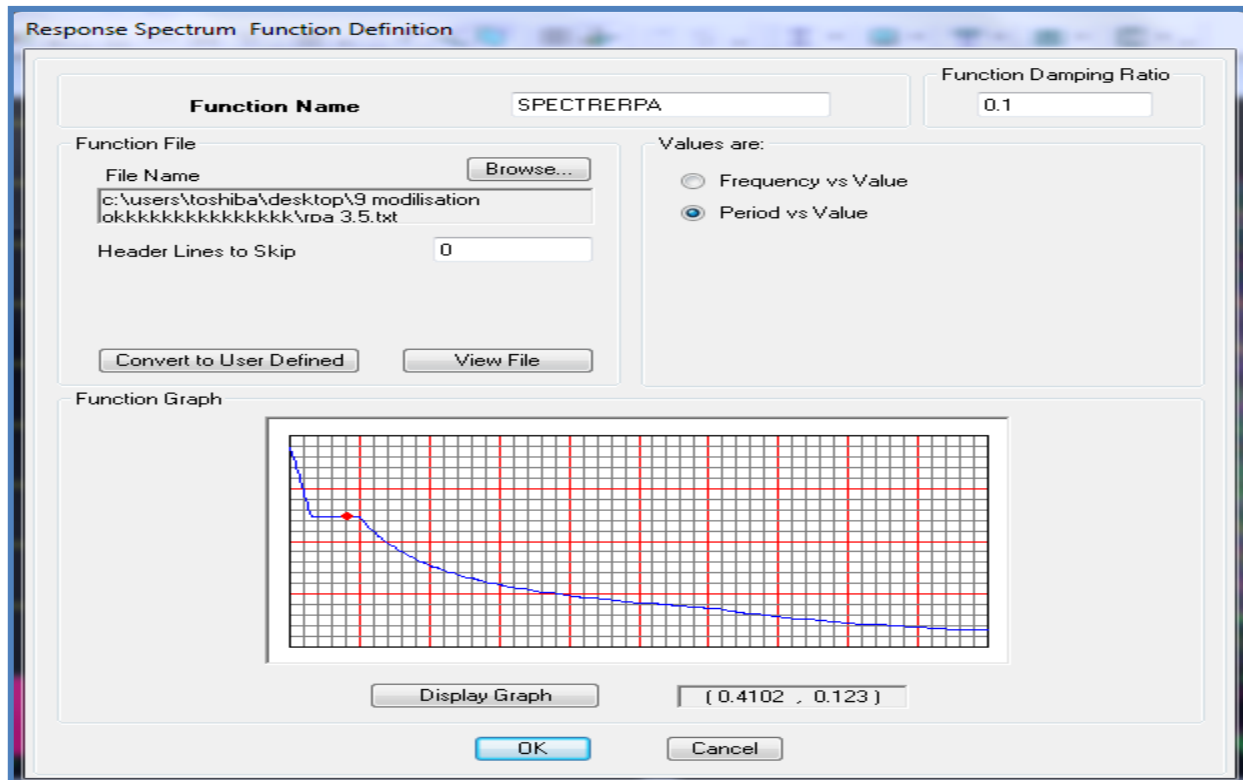 Response Spectrum Function Definition
Function Damping Ratio
Function Name
SPECTRERPA
0.1
Function File
Values are:
File Name
Browse...
c:\users\toshiba\desktop\9 modilisation
okkkkkkkkkkkkkkk\rpa 3.5.txt
Header Lines to Skip
0
Frequency vs Value
Period vs Value
Convert to User Defined
View File
Function Graph
Display Graph
( 0.4102 , 0.123 )
OK
Cancel